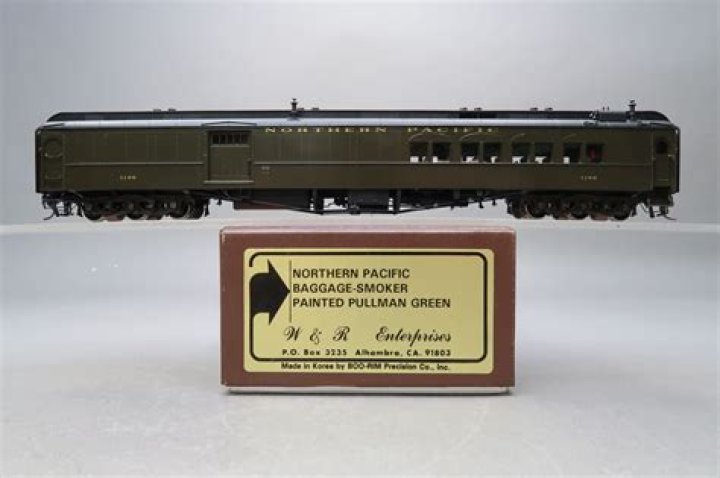 NORTHERN PACIFIC
NORTHERN PACIFIC
BAGGAGE-SMOKER
PAINTED PULLMAN GREEN
W & R Enterprises
P.O. Box 3235 Alhambra, CA. 91803
Made in Korea by BOO-RIM Precision Co., Inc.